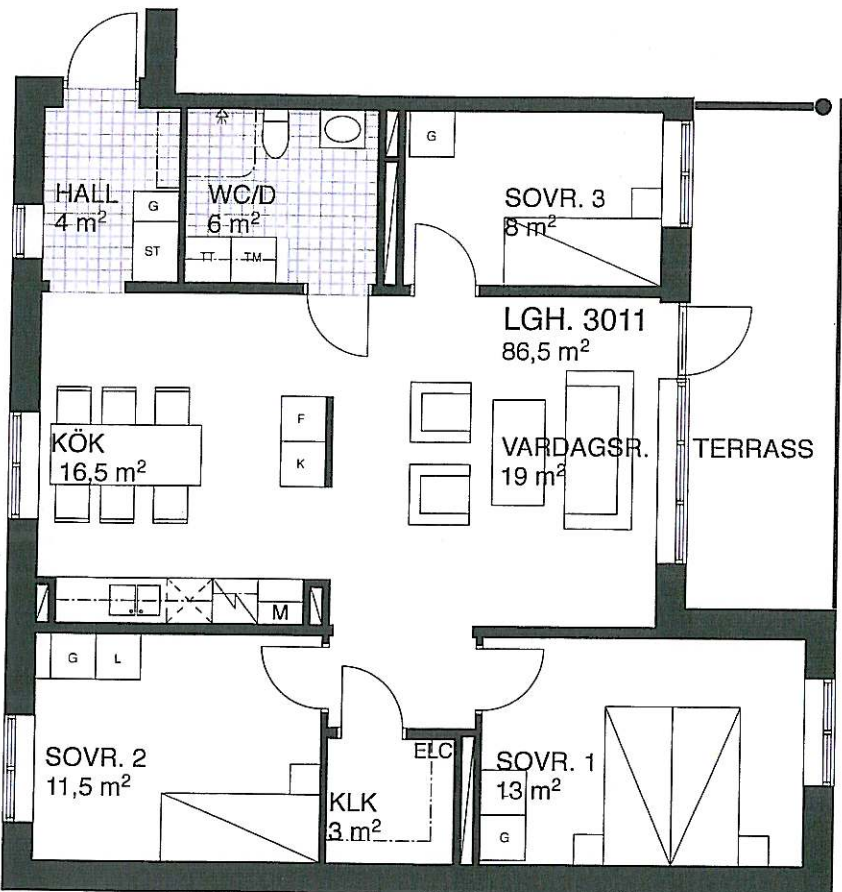 G
HALL
4 m²
WC/D
6 m²
SOVR. 3
8 m²
G
ST
TT TM
LGH. 3011
86,5 m²
F
K
KÖK
16,5 m²
VARDAGSR.
19 m²
TERRASS
M
G L
SOVR. 2
11,5 m²
ELC
SOVR. 1
13 m²
KLK
3 m²
G